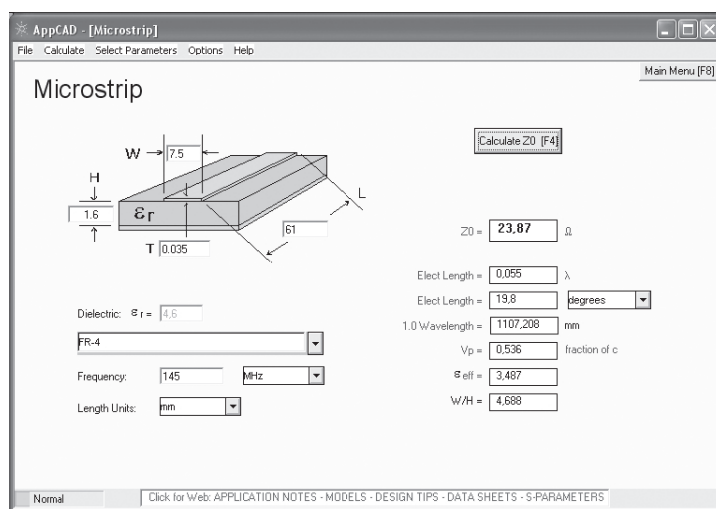 AppCAD - [Microstrip]
File Calculate Select Parameters Options Help
Main Menu [F8]
Microstrip
Calculate Z0 [F4]
W 7.5
H
1.6
εr
L
61
T 0.035
Z0 = 23,87 Ω
Elect Length = 0,055 λ
Elect Length = 19,8 degrees
1.0 Wavelength = 1107,208 mm
Vp = 0,536 fraction of c
ε eff = 3,487
W/H = 4,688
Dielectric: ε r = 4,6
FR-4
Frequency: 145 MHz
Length Units: mm
Normal
Click for Web: APPLICATION NOTES - MODELS - DESIGN TIPS - DATA SHEETS - S-PARAMETERS